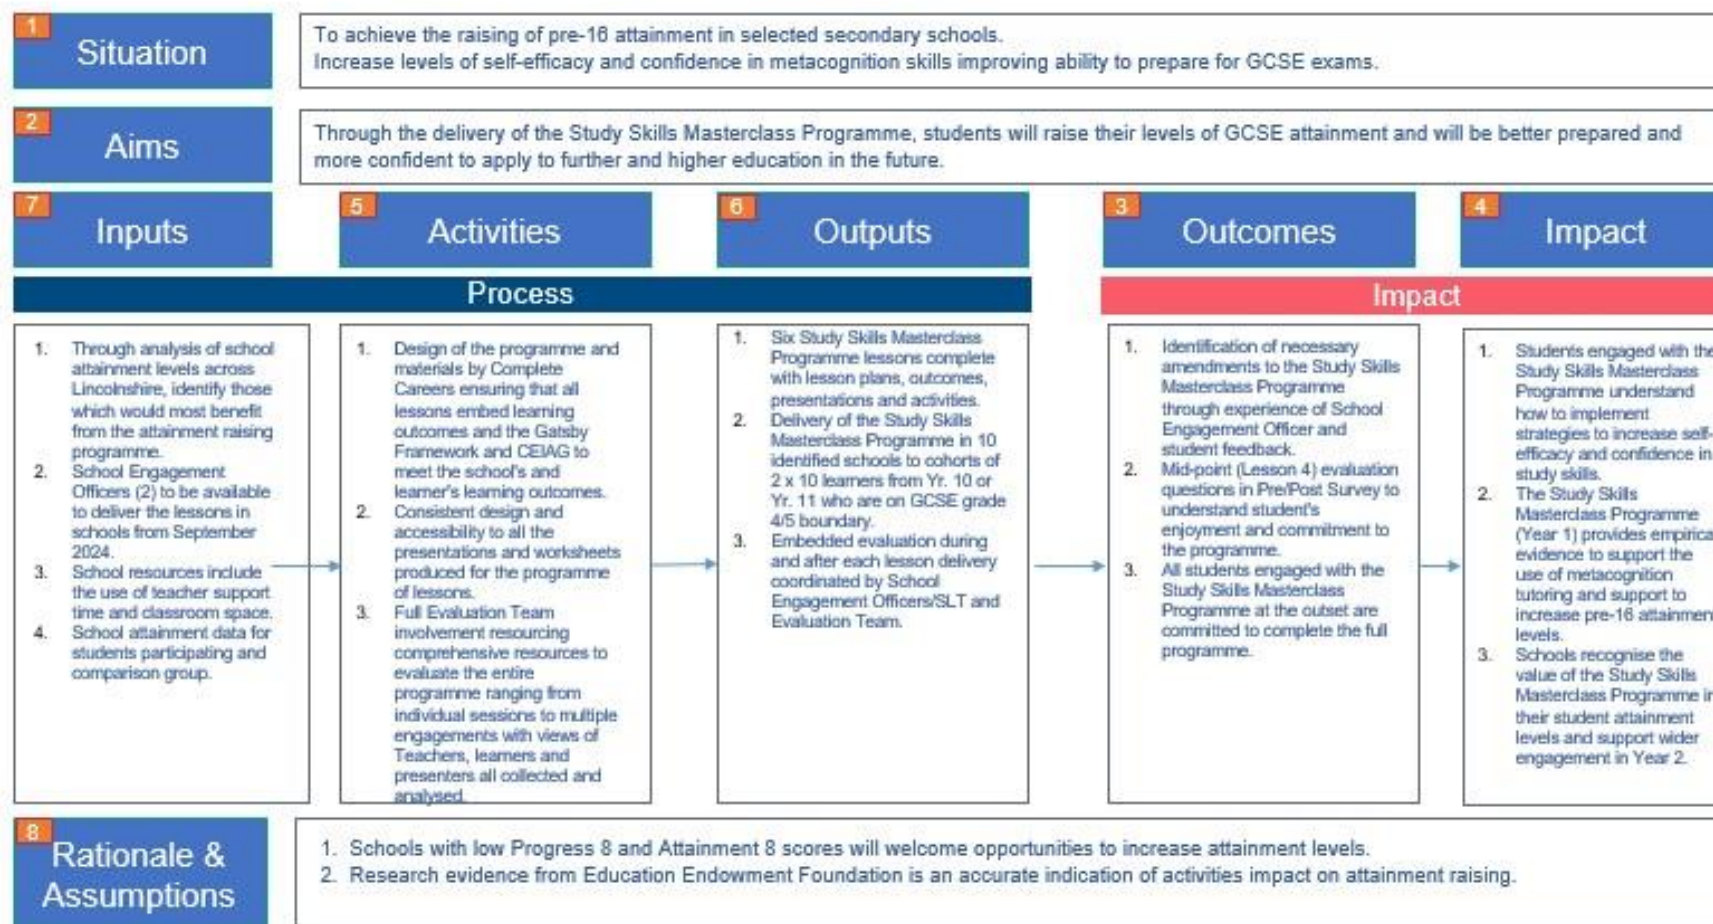 1
Situation
To achieve the raising of pre-16 attainment in selected secondary schools.
Increase levels of self-efficacy and confidence in metacognition skills improving ability to prepare for GCSE exams.
2
Aims
Through the delivery of the Study Skills Masterclass Programme, students will raise their levels of GCSE attainment and will be better prepared and
more confident to apply to further and higher education in the future.
7
Inputs
5
Activities
6
Outputs
3
Outcomes
4
Impact
Process
Impact
1. Through analysis of school
attainment levels across
Lincolnshire, identify those
which would most benefit
from the attainment raising
programme.
2. School Engagement
Officers (2) to be available
to deliver the lessons in
schools from September
2024.
3. School resources include
the use of teacher support
time and classroom space.
4. School attainment data for
students participating and
comparison group.
1. Design of the programme and
materials by Complete
Careers ensuring that all
lessons embed learning
outcomes and the Gatsby
Framework and CEIAG to
meet the school's and
learner's learning outcomes.
2. Consistent design and
accessibility to all the
presentations and worksheets
produced for the programme
of lessons.
3. Full Evaluation Team
involvement resourcing
comprehensive resources to
evaluate the entire
programme ranging from
individual sessions to multiple
engagements with views of
Teachers, learners and
presenters all collected and
analysed.
1. Six Study Skills Masterclass
Programme lessons complete
with lesson plans, outcomes,
presentations and activities.
2. Delivery of the Study Skills
Masterclass Programme in 10
identified schools to cohorts of
2 x 10 learners from Yr. 10 or
Yr. 11 who are on GCSE grade
4/5 boundary.
3. Embedded evaluation during
and after each lesson delivery
coordinated by School
Engagement Officers/SLT and
Evaluation Team.
1. Identification of necessary
amendments to the Study Skills
Masterclass Programme
through experience of School
Engagement Officer and
student feedback.
2. Mid-point (Lesson 4) evaluation
questions in Pre/Post Survey to
understand student's
enjoyment and commitment to
the programme.
3. All students engaged with the
Study Skills Masterclass
Programme at the outset are
committed to complete the full
programme.
1. Students engaged with the
Study Skills Masterclass
Programme understand
how to implement
strategies to increase self-
efficacy and confidence in
study skills.
2. The Study Skills
Masterclass Programme
(Year 1) provides empirica
evidence to support the
use of metacognition
tutoring and support to
increase pre-16 attainmen
levels.
3. Schools recognise the
value of the Study Skills
Masterclass Programme in
their student attainment
levels and support wider
engagement in Year 2.
8
Rationale &
Assumptions
1. Schools with low Progress 8 and Attainment 8 scores will welcome opportunities to increase attainment levels.
2. Research evidence from Education Endowment Foundation is an accurate indication of activities impact on attainment raising.